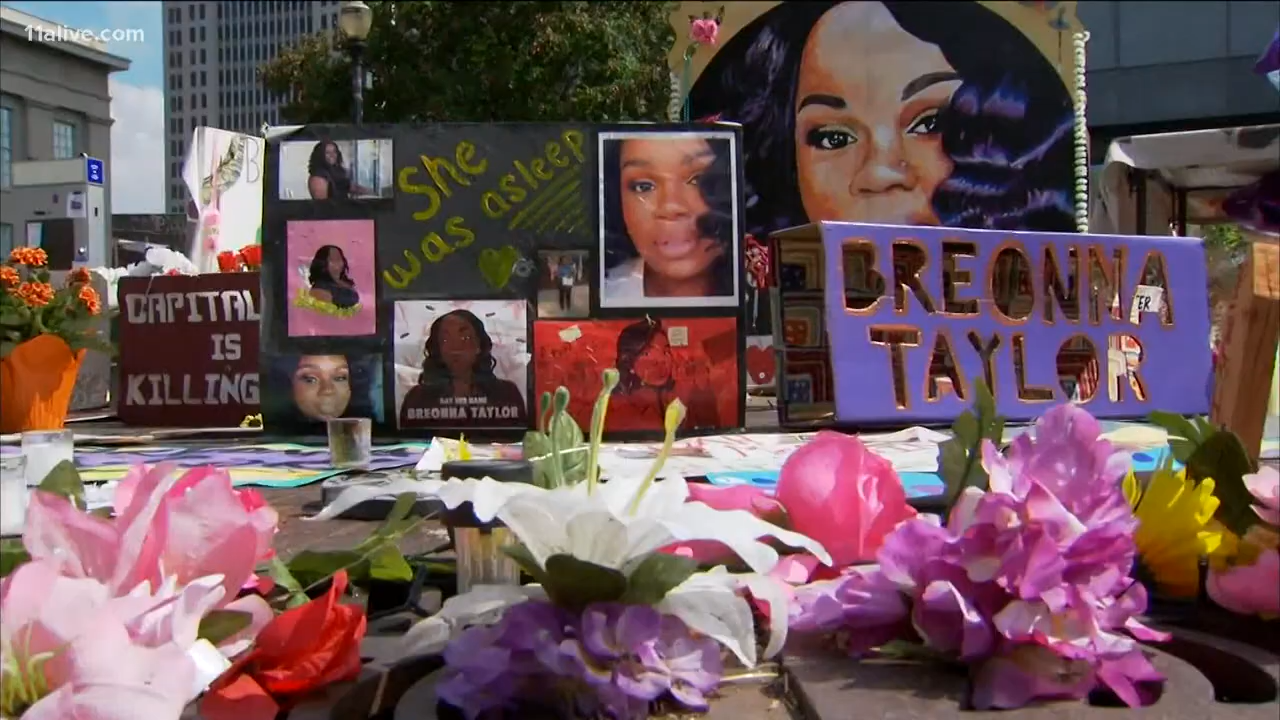 11alive.com
She
was asleep
CAPITAL
IS
KILLING
SAY HER NAME
BREONNA TAYLOR
BREONNA
TAYLOR